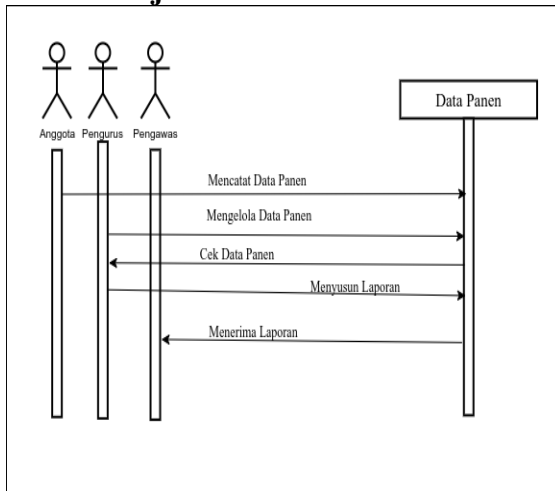 Data Panen
Anggota Pengurus Pengawas
Mencatat Data Panen
Mengelola Data Panen
Cek Data Panen
Menyusun Laporan
Menerima Laporan